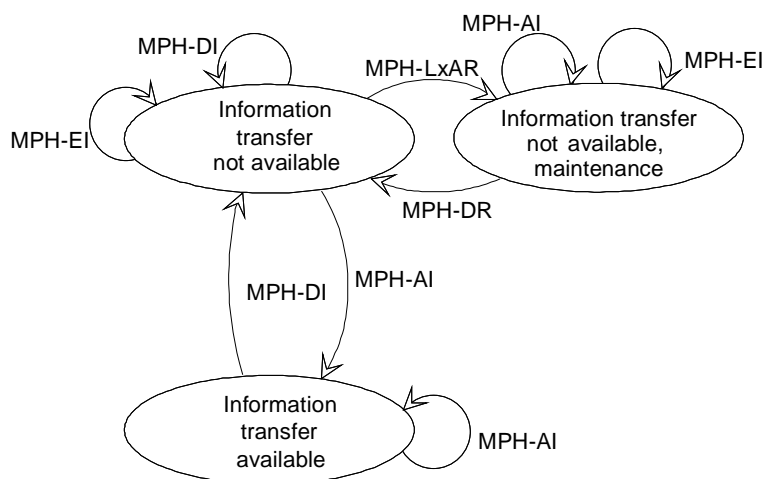 MPH-DI
MPH-AI
MPH-LxAR
MPH-EI
Information
transfer
not available
MPH-EI
Information transfer
not available,
maintenance
MPH-DR
MPH-DI
MPH-AI
Information
transfer
available
MPH-AI